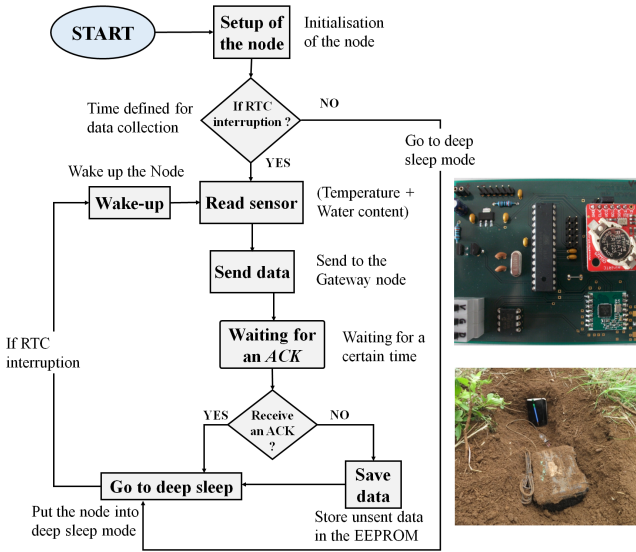 START
Setup of
the node
Initialisation
of the node
Time defined for
data collection
If RTC
interruption ?
NO
Go to deep
sleep mode
YES
Wake up the Node
Wake-up
Read sensor
(Temperature +
Water content)
Send data
Send to the
Gateway node
Waiting for
an ACK
Waiting for a
certain time
If RTC
interruption
YES
Receive
an ACK
?
NO
Go to deep sleep
Save
data
Put the node into
deep sleep mode
Store unsent data
in the EEPROM